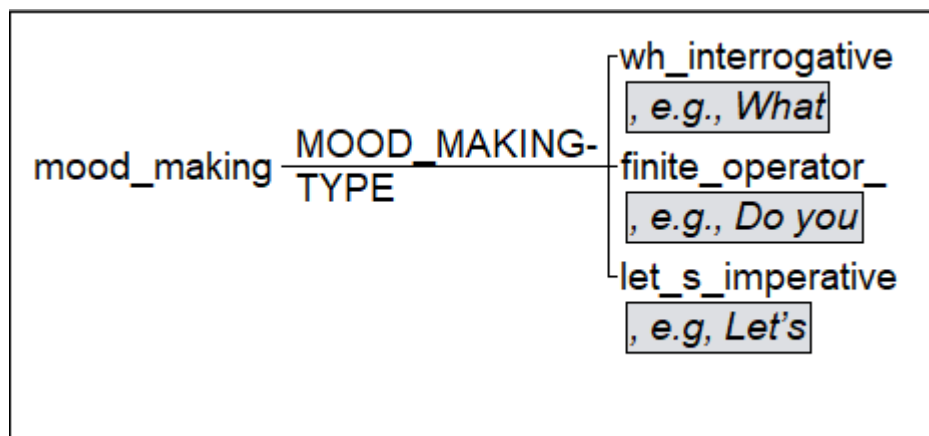 wh_interrogative
, e.g., What
mood_making
MOOD_MAKING-
TYPE
finite_operator_
, e.g., Do you
let_s_imperative
, e.g, Let's